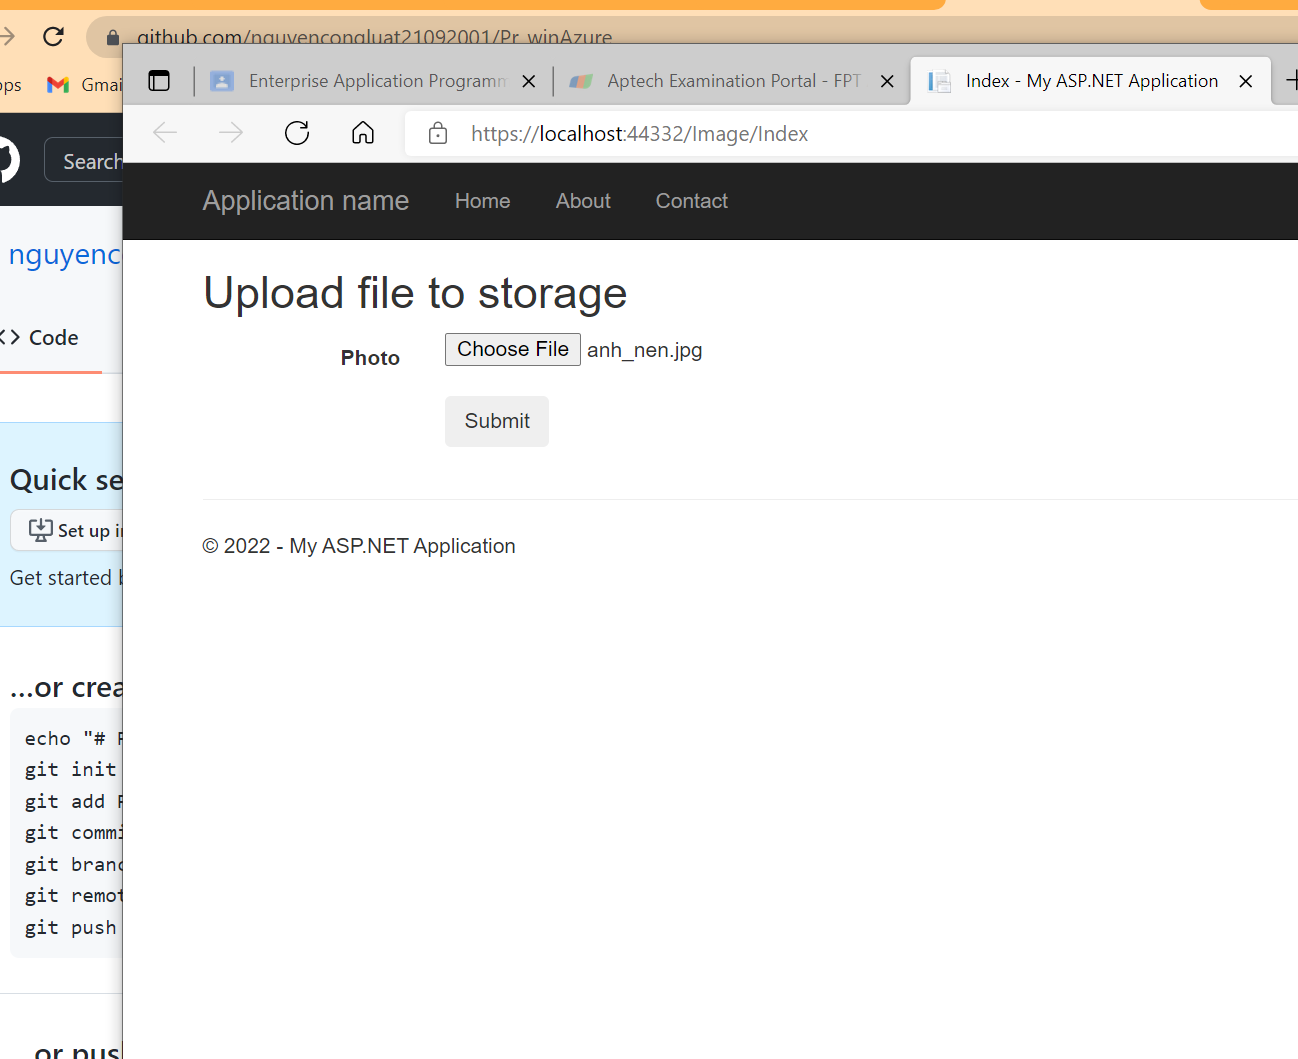 github.com/nguyencongluat21092001/Pr_winAzure
Gmai
Search
nguyenc
<> Code
Quick se
Set up i
Get started
...or crea
echo "#
git init
git add
git commi
git branc
git remot
git push
...or pus
Enterprise Application Programm
Aptech Examination Portal - FPT
Index - My ASP.NET Application
https://localhost:44332/Image/Index
Application name Home About Contact
Upload file to storage
Photo Choose File anh_nen.jpg
Submit
© 2022 - My ASP.NET Application